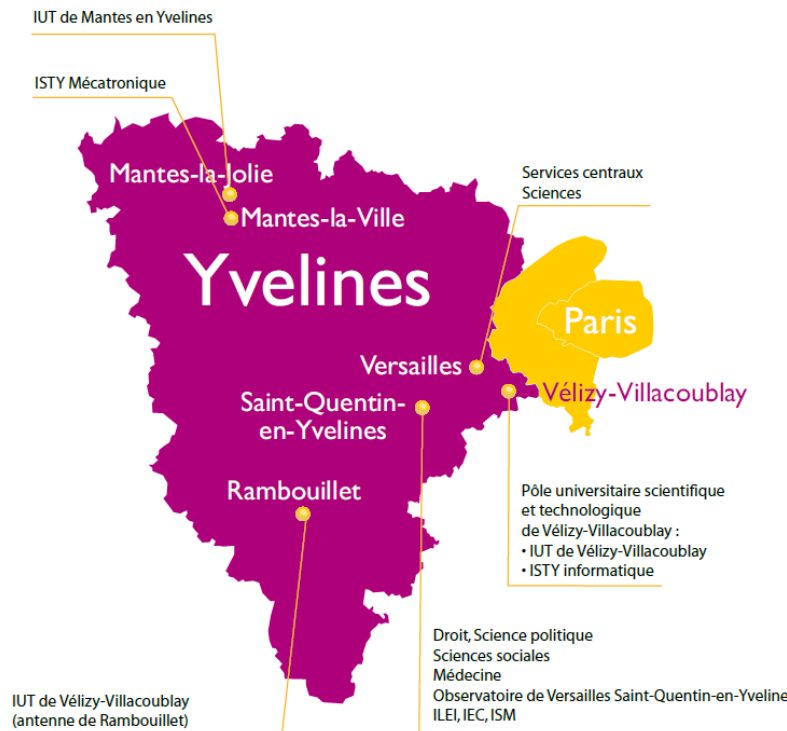 IUT de Mantes en Yvelines
ISTY Mécatronique
Mantes-la-Jolie
Mantes-la-Ville
Services centraux
Sciences
Yvelines
Paris
Versailles
Vélizy-Villacoublay
Saint-Quentin-
en-Yvelines
Rambouillet
Pôle universitaire scientifique
et technologique
de Vélizy-Villacoublay :
• IUT de Vélizy-Villacoublay
• ISTY informatique
Droit, Science politique
Sciences sociales
Médecine
Observatoire de Versailles Saint-Quentin-en-Yveline
ILEI, IEC, ISM
IUT de Vélizy-Villacoublay
(antenne de Rambouillet)